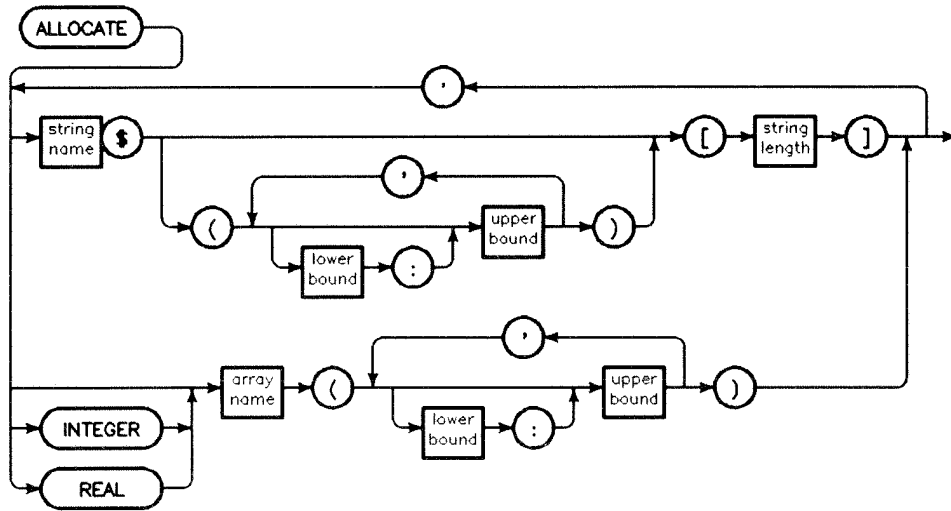 ALLOCATE
,
string
name
$
[
string
length
]
,
(
lower
bound
:
upper
bound
)
,
array
name
(
lower
bound
:
upper
bound
)
INTEGER
REAL